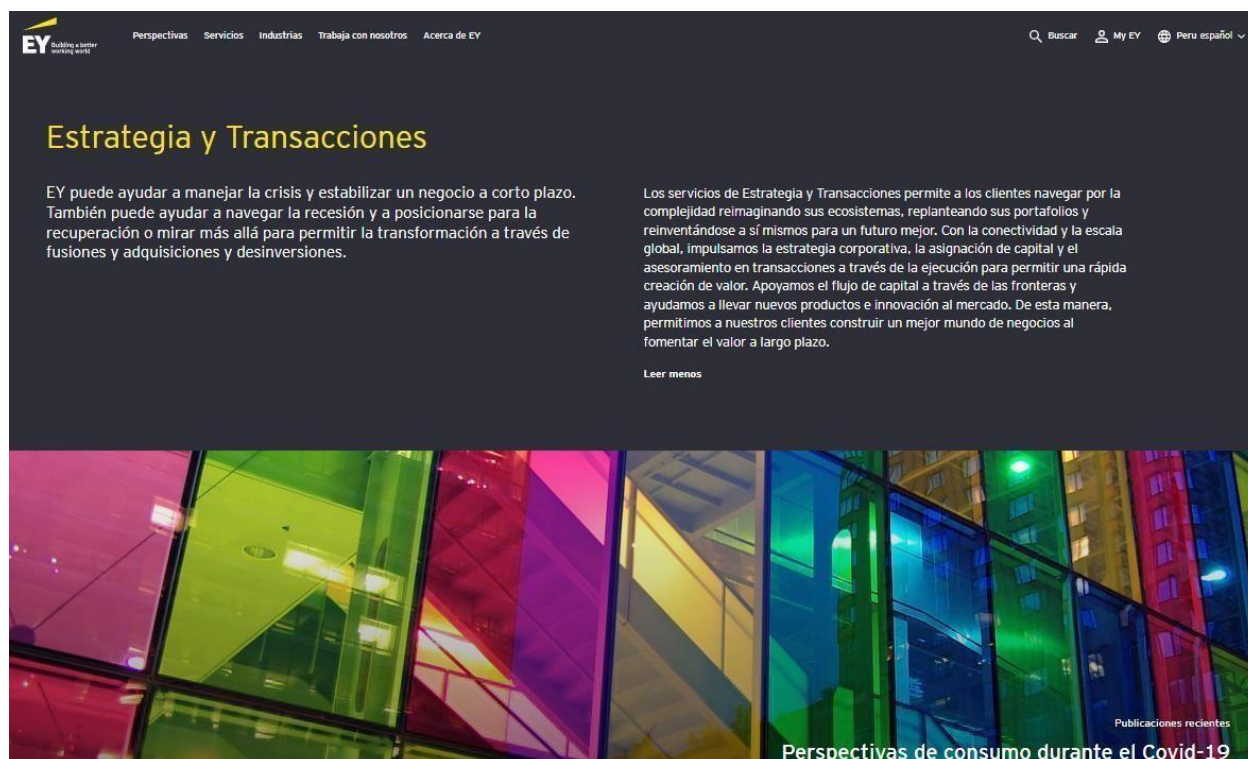 EY
Building a better
working world
Perspectivas
Servicios
Industrias
Trabaja con nosotros
Acerca de EY
Buscar
My EY
Peru español
Estrategia y Transacciones
EY puede ayudar a manejar la crisis y estabilizar un negocio a corto plazo.
También puede ayudar a navegar la recesión y a posicionarse para la
recuperación o mirar más allá para permitir la transformación a través de
fusiones y adquisiciones y desinversiones.
Los servicios de Estrategia y Transacciones permite a los clientes navegar por la
complejidad reimaginando sus ecosistemas, replanteando sus portafolios y
reinventándose a sí mismos para un futuro mejor. Con la conectividad y la escala
global, impulsamos la estrategia corporativa, la asignación de capital y el
asesoramiento en transacciones a través de la ejecución para permitir una rápida
creación de valor. Apoyamos el flujo de capital a través de las fronteras y
ayudamos a llevar nuevos productos e innovación al mercado. De esta manera,
permitimos a nuestros clientes construir un mejor mundo de negocios al
fomentar el valor a largo plazo.
Leer menos
Publicaciones recientes
Perspectivas de consumo durante el Covid-19